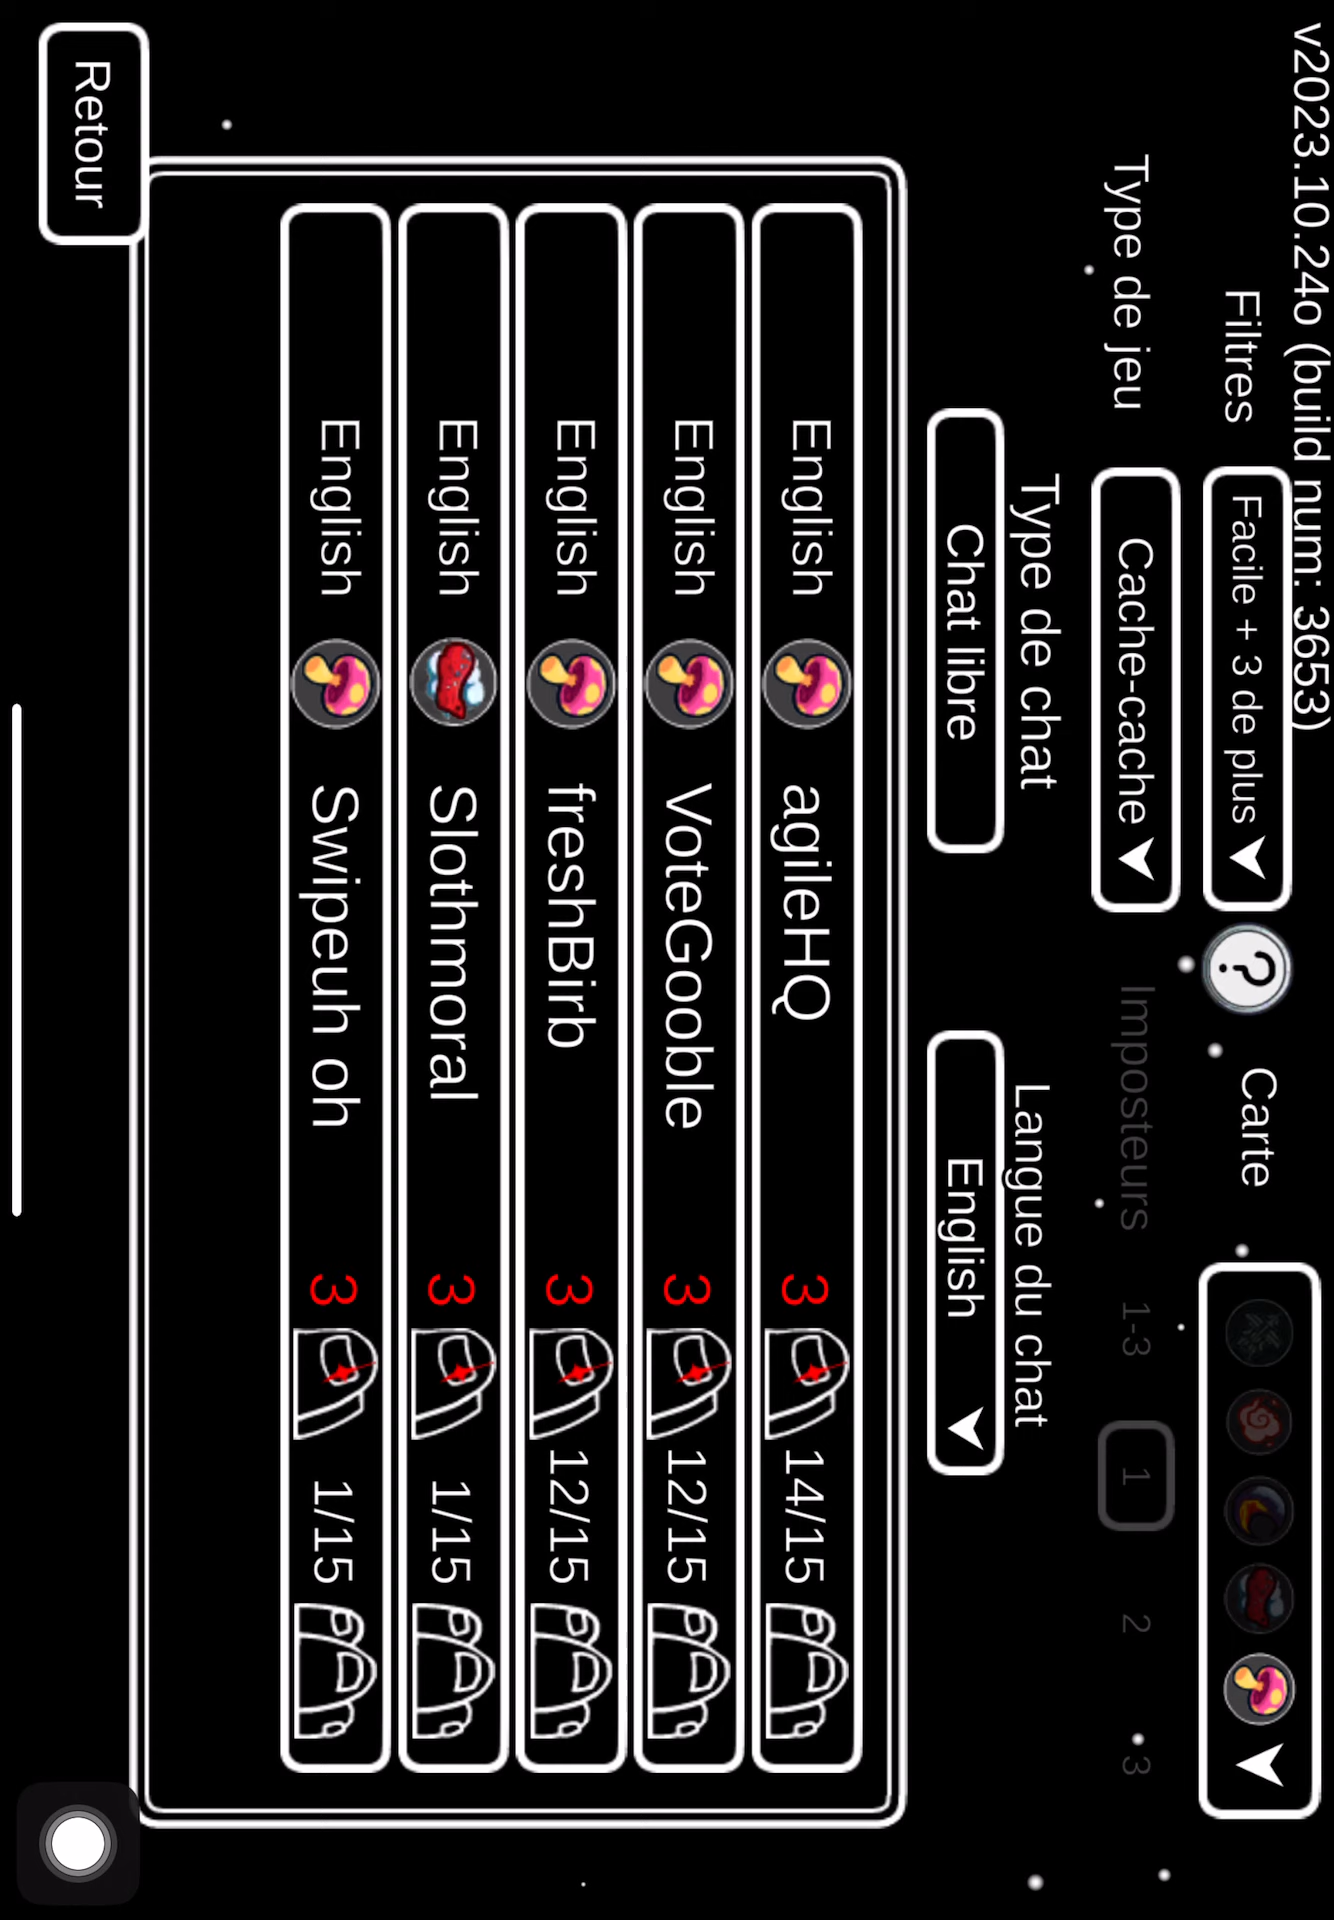 v2023.10.24o (build num: 3653)
Filtres
Facile + 3 de plus
?
Carte
Type de jeu
Cache-cache
Imposteurs
1-3
1
2
3
Type de chat
Langue du chat
Chat libre
English
English agileHQ 3 14/15
English VoteGooble 3 12/15
English freshBirb 3 12/15
English Slothmoral 3 1/15
English Swipeuh oh 3 1/15
Retour